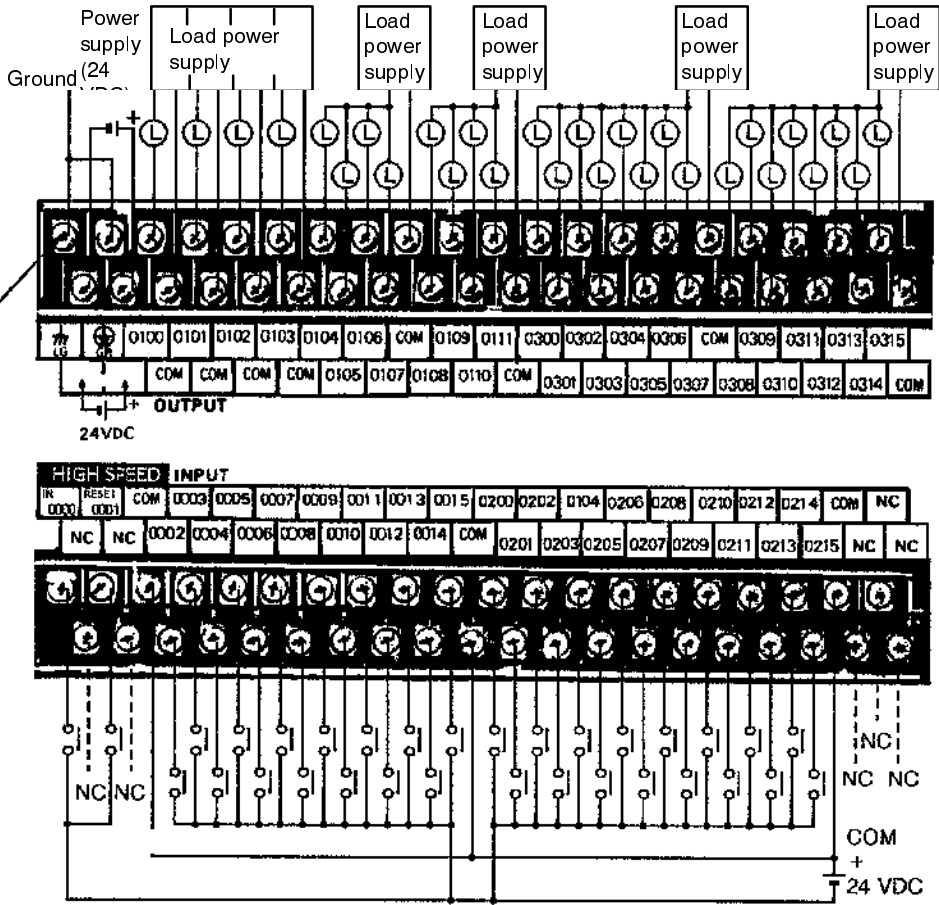 Power supply (24 VDC)
Load power supply
Load power supply
Load power supply
Load power supply
Load power supply
Ground
+
L L L L L L L L L L L L L L L L
L L L L L L L L L L L L
LG GR 0100 0101 0102 0103 0104 0106 COM 0109 0111 0300 0302 0304 0306 COM 0309 0311 0313 0315
COM COM COM COM 0105 0107 0108 0110 COM 0301 0303 0305 0307 0308 0310 0312 0314 COM
+ OUTPUT
24VDC
HIGH SPEED INPUT
IN 0000 RESET 0001 COM 0003 0005 0007 0009 0011 0013 0015 0200 0202 0104 0206 0208 0210 0212 0214 COM NC
NC NC 0002 0004 0006 0008 0010 0012 0014 COM 0201 0203 0205 0207 0209 0211 0213 0215 NC NC
NC
NC NC
NC NC
COM
+
24 VDC